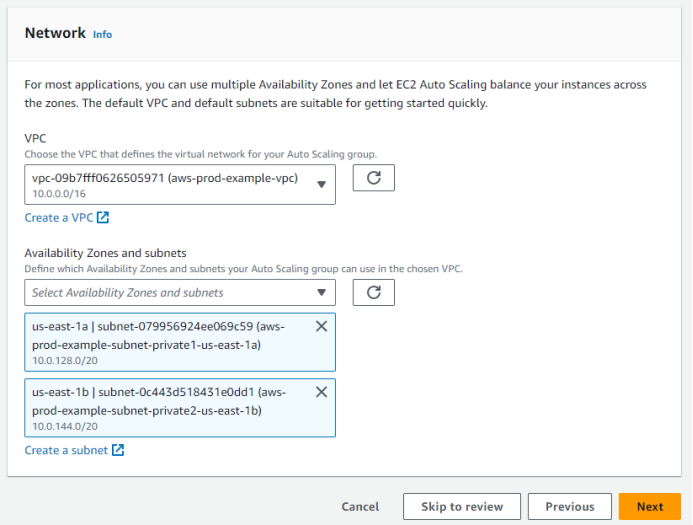 Network Info
For most applications, you can use multiple Availability Zones and let EC2 Auto Scaling balance your instances across
the zones. The default VPC and default subnets are suitable for getting started quickly.
VPC
Choose the VPC that defines the virtual network for your Auto Scaling group.
vpc-09b7fff0626505971 (aws-prod-example-vpc)
10.0.0.0/16
Create a VPC
Availability Zones and subnets
Define which Availability Zones and subnets your Auto Scaling group can use in the chosen VPC.
Select Availability Zones and subnets
us-east-1a | subnet-079956924ee069c59 (aws-
prod-example-subnet-private1-us-east-1a)
10.0.128.0/20
us-east-1b | subnet-0c443d518431e0dd1 (aws-
prod-example-subnet-private2-us-east-1b)
10.0.144.0/20
Create a subnet
Cancel Skip to review Previous Next